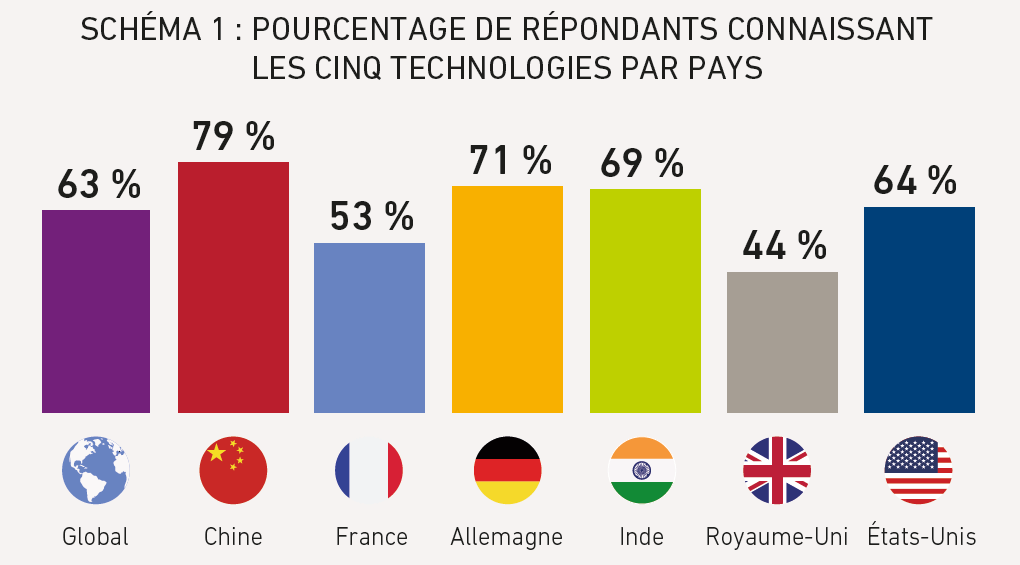 SCHÉMA 1 : POURCENTAGE DE RÉPONDANTS CONNAISSANT
LES CINQ TECHNOLOGIES PAR PAYS
63 %
79 %
53 %
71 %
69 %
44 %
64 %
Global
Chine
France
Allemagne
Inde
Royaume-Uni
États-Unis